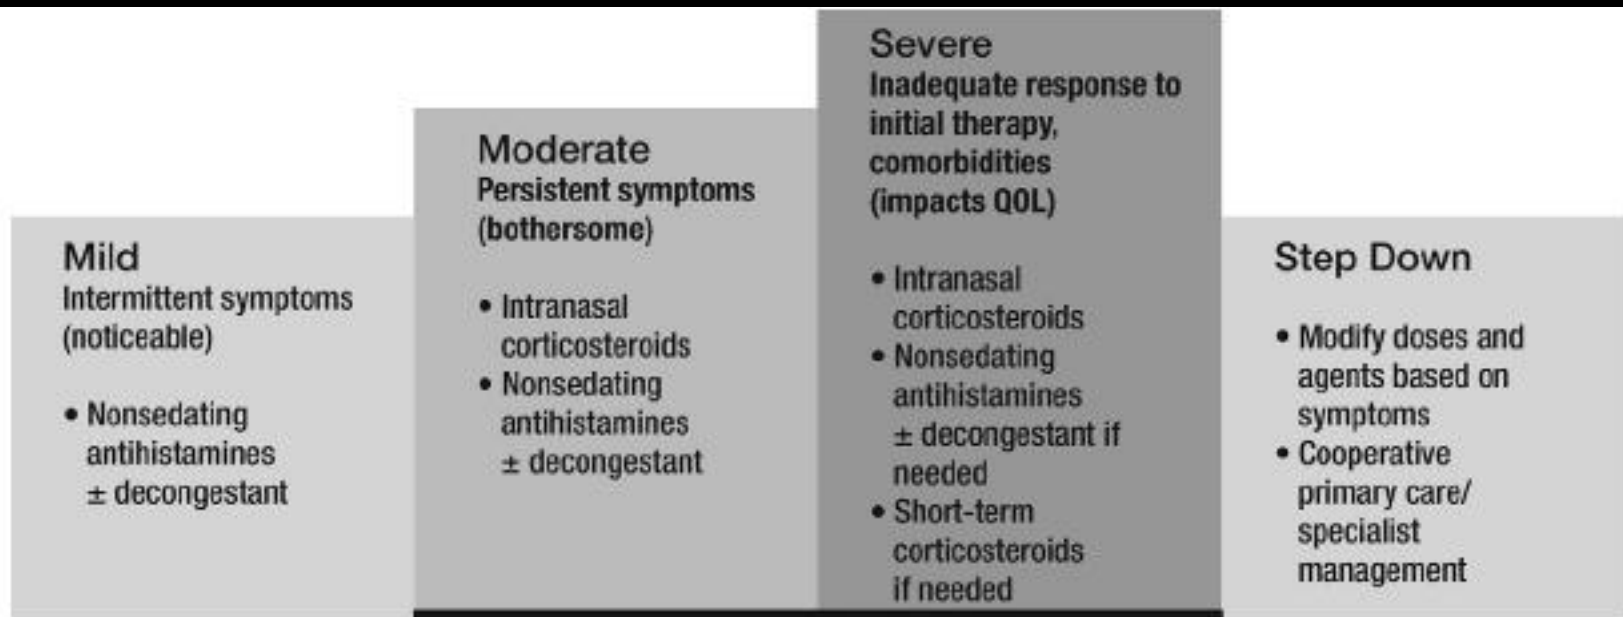 Mild
Intermittent symptoms
(noticeable)
• Nonsedating
antihistamines
± decongestant
Moderate
Persistent symptoms
(bothersome)
• Intranasal
corticosteroids
• Nonsedating
antihistamines
± decongestant
Severe
Inadequate response to
initial therapy,
comorbidities
(impacts QOL)
• Intranasal
corticosteroids
• Nonsedating
antihistamines
± decongestant if
needed
• Short-term
corticosteroids
if needed
Step Down
• Modify doses and
agents based on
symptoms
• Cooperative
primary care/
specialist
management